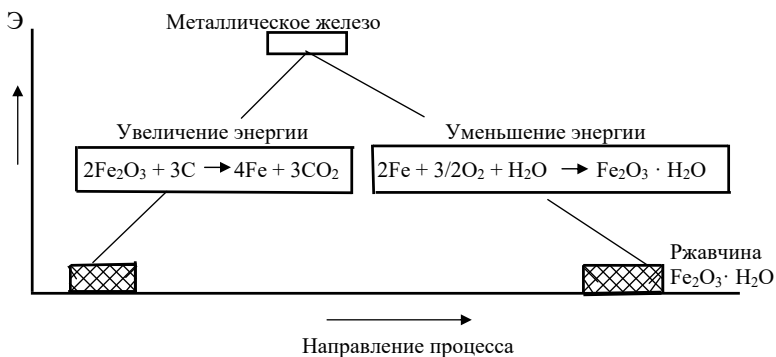 Э
Металлическое железо
Увеличение энергии
Уменьшение энергии
2Fe₂O₃ + 3C → 4Fe + 3CO₂
2Fe + 3/2O₂ + H₂O → Fe₂O₃ · H₂O
Ржавчина
Fe₂O₃· H₂O
Направление процесса